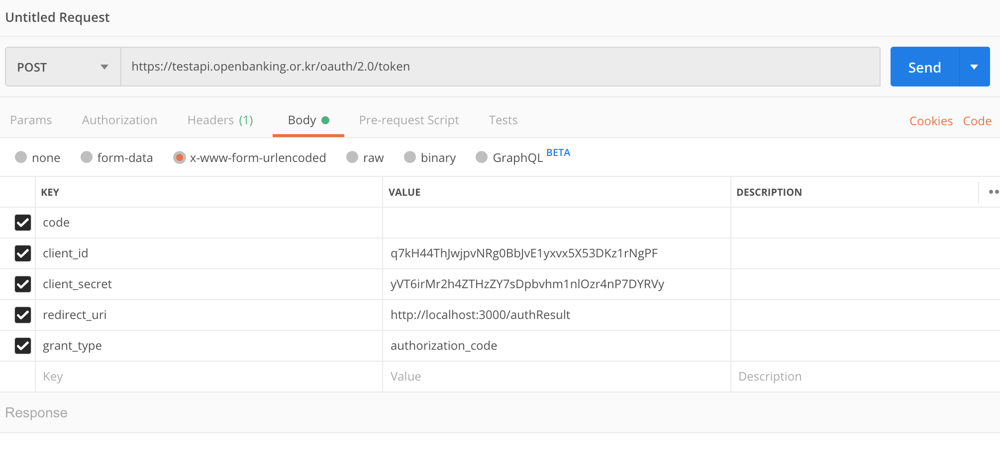 Untitled Request
POST https://testapi.openbanking.or.kr/oauth/2.0/token Send
Params Authorization Headers (1) Body Pre-request Script Tests Cookies Code
none form-data x-www-form-urlencoded raw binary GraphQL BETA
KEY VALUE DESCRIPTION
code
client_id q7kH44ThJwjpvNRg0BbJvE1yxvx5X53DKz1rNgPF
client_secret yVT6irMr2h4ZTHzZY7sDpbvhm1nlOzr4nP7DYRVy
redirect_uri http://localhost:3000/authResult
grant_type authorization_code
Key Value Description
Response